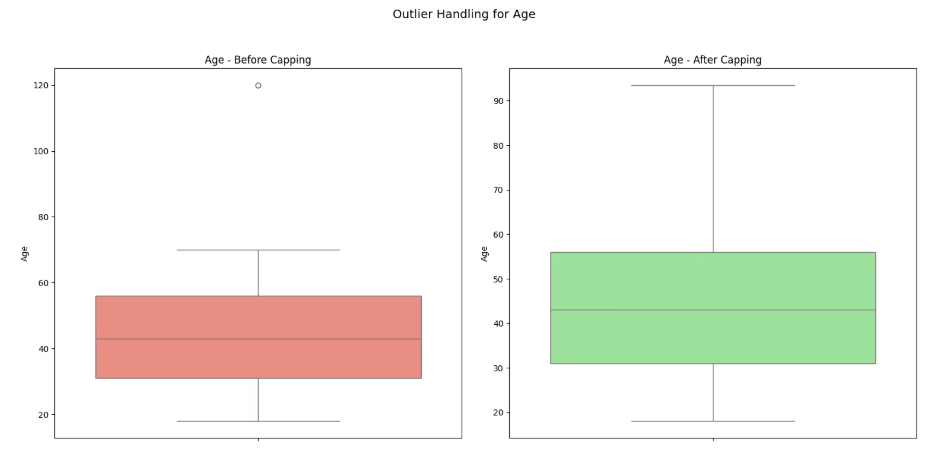 Outlier Handling for Age
Age - Before Capping
120
100
80
60
40
20
Age
Age - After Capping
90
80
70
60
50
40
30
20
Age